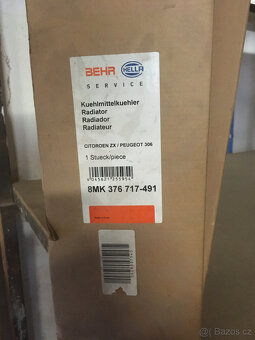 BEHR HELLA
SERVICE
Kuehlmittelkuehler
Radiator
Radiador
Radiateur
CITOROEN ZX / PEUGEOT 306
1 Stueck/piece
8MK 376 717-491
Bazos.cz